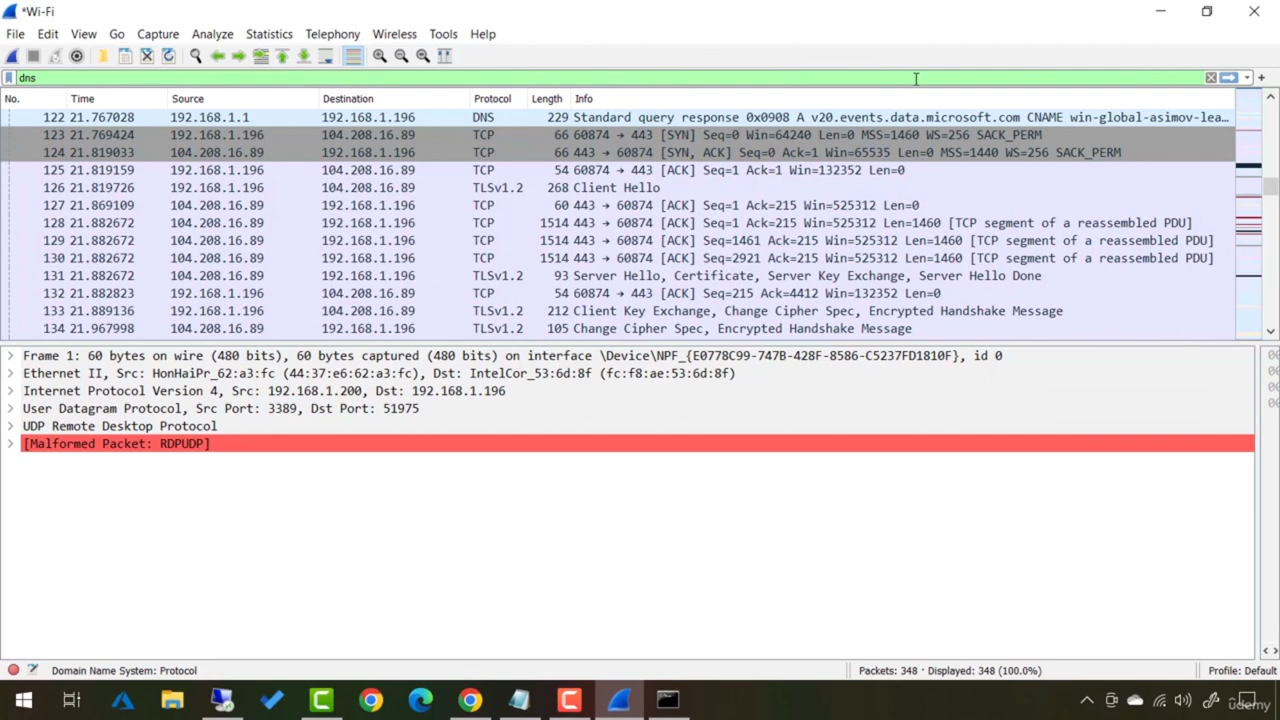 *Wi-Fi
File Edit View Go Capture Analyze Statistics Telephony Wireless Tools Help
dns
No. Time Source Destination Protocol Length Info
122 21.767028 192.168.1.1 192.168.1.196 DNS 229 Standard query response 0x0908 A v20.events.data.microsoft.com CNAME win-global-asimov-lea...
123 21.769424 192.168.1.196 104.208.16.89 TCP 66 60874 → 443 [SYN] Seq=0 Win=64240 Len=0 MSS=1460 WS=256 SACK_PERM
124 21.819033 104.208.16.89 192.168.1.196 TCP 66 443 → 60874 [SYN, ACK] Seq=0 Ack=1 Win=65535 Len=0 MSS=1440 WS=256 SACK_PERM
125 21.819159 192.168.1.196 104.208.16.89 TCP 54 60874 → 443 [ACK] Seq=1 Ack=1 Win=132352 Len=0
126 21.819726 192.168.1.196 104.208.16.89 TLSv1.2 268 Client Hello
127 21.869109 104.208.16.89 192.168.1.196 TCP 60 443 → 60874 [ACK] Seq=1 Ack=215 Win=525312 Len=0
128 21.882672 104.208.16.89 192.168.1.196 TCP 1514 443 → 60874 [ACK] Seq=1 Ack=215 Win=525312 Len=1460 [TCP segment of a reassembled PDU]
129 21.882672 104.208.16.89 192.168.1.196 TCP 1514 443 → 60874 [ACK] Seq=1461 Ack=215 Win=525312 Len=1460 [TCP segment of a reassembled PDU]
130 21.882672 104.208.16.89 192.168.1.196 TCP 1514 443 → 60874 [ACK] Seq=2921 Ack=215 Win=525312 Len=1460 [TCP segment of a reassembled PDU]
131 21.882672 104.208.16.89 192.168.1.196 TLSv1.2 93 Server Hello, Certificate, Server Key Exchange, Server Hello Done
132 21.882823 192.168.1.196 104.208.16.89 TCP 54 60874 → 443 [ACK] Seq=215 Ack=4412 Win=132352 Len=0
133 21.889136 192.168.1.196 104.208.16.89 TLSv1.2 212 Client Key Exchange, Change Cipher Spec, Encrypted Handshake Message
134 21.967998 104.208.16.89 192.168.1.196 TLSv1.2 105 Change Cipher Spec, Encrypted Handshake Message
Frame 1: 60 bytes on wire (480 bits), 60 bytes captured (480 bits) on interface \Device\NPF_{E0778C99-747B-428F-8586-C5237FD1810F}, id 0
Ethernet II, Src: HonHaiPr_62:a3:fc (44:37:e6:62:a3:fc), Dst: IntelCor_53:6d:8f (fc:f8:ae:53:6d:8f)
Internet Protocol Version 4, Src: 192.168.1.200, Dst: 192.168.1.196
User Datagram Protocol, Src Port: 3389, Dst Port: 51975
UDP Remote Desktop Protocol
[Malformed Packet: RDPUDP]
Domain Name System: Protocol
Packets: 348 · Displayed: 348 (100.0%)
Profile: Default
udemy